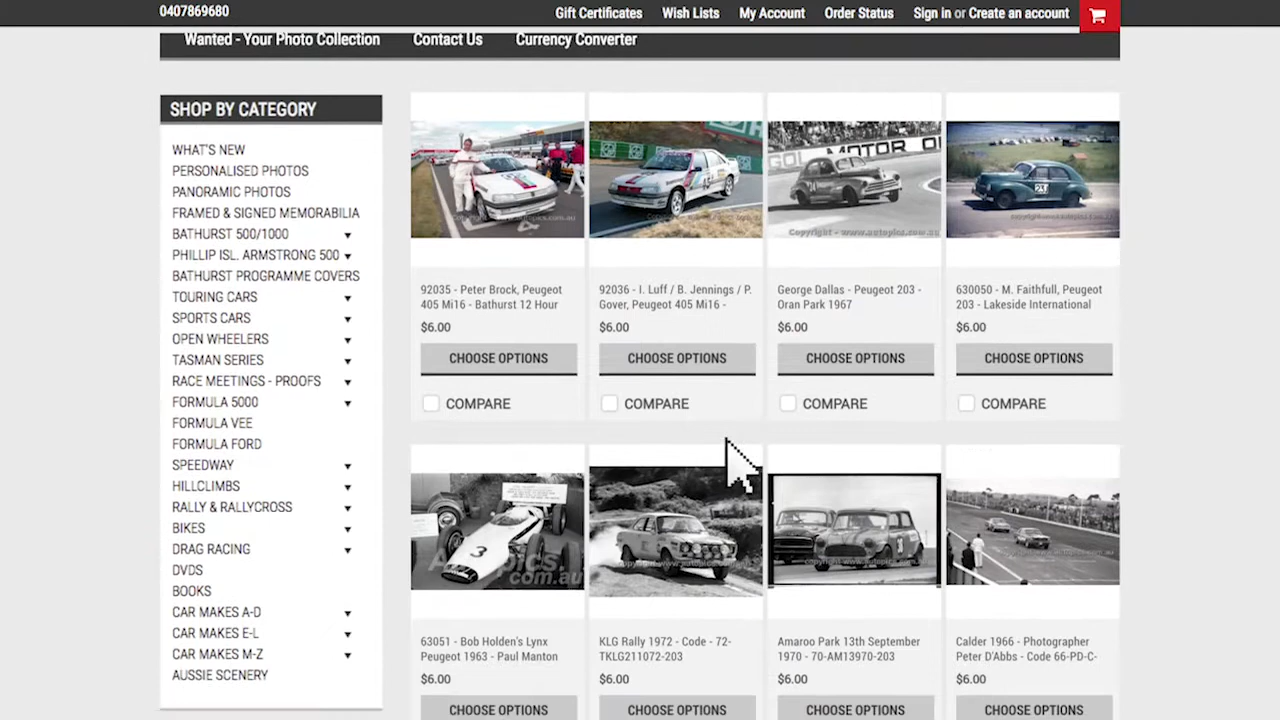 0407869680
Gift Certificates
Wish Lists
My Account
Order Status
Sign in or Create an account
Wanted - Your Photo Collection
Contact Us
Currency Converter
SHOP BY CATEGORY
WHAT'S NEW
PERSONALISED PHOTOS
PANORAMIC PHOTOS
FRAMED & SIGNED MEMORABILIA
BATHURST 500/1000
PHILLIP ISL. ARMSTRONG 500
BATHURST PROGRAMME COVERS
TOURING CARS
SPORTS CARS
OPEN WHEELERS
TASMAN SERIES
RACE MEETINGS - PROOFS
FORMULA 5000
FORMULA VEE
FORMULA FORD
SPEEDWAY
HILLCLIMBS
RALLY & RALLYCROSS
BIKES
DRAG RACING
DVDS
BOOKS
CAR MAKES A-D
CAR MAKES E-L
CAR MAKES M-Z
AUSSIE SCENERY
Copyright - www.autopics.com.au
92035 - Peter Brock, Peugeot
405 Mi16 - Bathurst 12 Hour
$6.00
CHOOSE OPTIONS
COMPARE
92036 - I. Luff / B. Jennings / P.
Gover, Peugeot 405 Mi16 -
$6.00
CHOOSE OPTIONS
COMPARE
George Dallas - Peugeot 203 -
Oran Park 1967
$6.00
CHOOSE OPTIONS
COMPARE
630050 - M. Faithfull, Peugeot
203 - Lakeside International
$6.00
CHOOSE OPTIONS
COMPARE
3
com.au
63051 - Bob Holden's Lynx
Peugeot 1963 - Paul Manton
$6.00
CHOOSE OPTIONS
KLG Rally 1972 - Code - 72-
TKLG211072-203
$6.00
CHOOSE OPTIONS
Amaroo Park 13th September
1970 - 70-AM13970-203
$6.00
CHOOSE OPTIONS
Calder 1966 - Photographer
Peter D'Abbs - Code 66-PD-C-
$6.00
CHOOSE OPTIONS